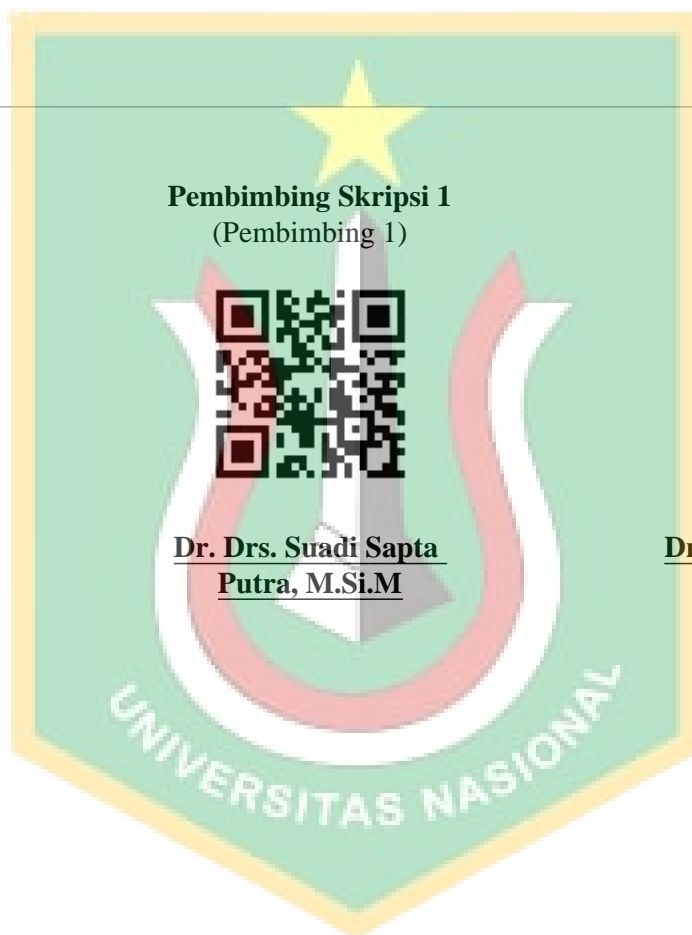 Pembimbing Skripsi 1
(Pembimbing 1)
Dr. Drs. Suadi Sapta
Putra, M.Si.M
UNIVERSITAS NASIONAL